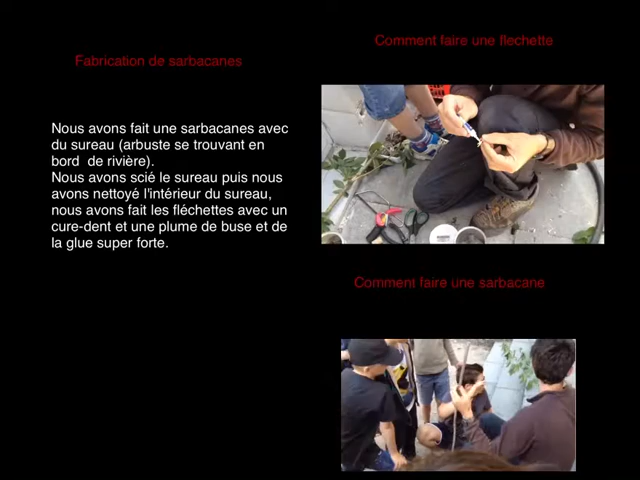 Fabrication de sarbacanes
Nous avons fait une sarbacanes avec
du sureau (arbuste se trouvant en
bord de rivière).
Nous avons scié le sureau puis nous
avons nettoyé l'intérieur du sureau,
nous avons fait les fléchettes avec un
cure-dent et une plume de buse et de
la glue super forte.
Comment faire une flechette
Comment faire une sarbacane